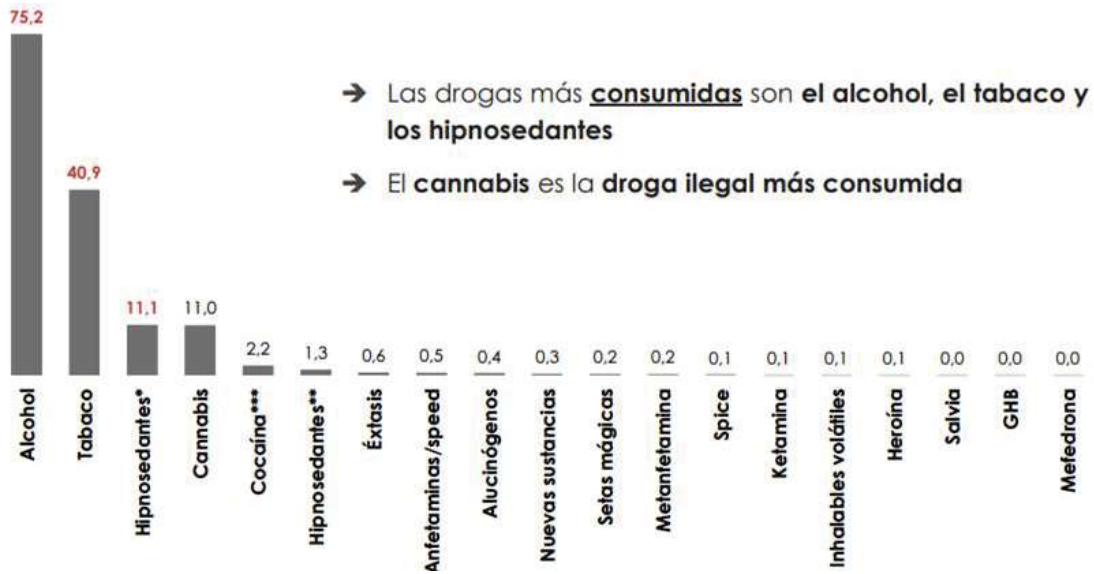 75,2
➔ Las drogas más consumidas son el alcohol, el tabaco y
los hipnosedantes
40,9
➔ El cannabis es la droga ilegal más consumida
11,1
11,0
2,2
1,3
0,6
0,5
0,4
0,3
0,2
0,2
0,1
0,1
0,1
0,1
0,0
0,0
0,0
Alcohol
Tabaco
Hipnosedantes*
Cannabis
Cocaína***
Hipnosedantes**
Éxtasis
Anfetaminas/speed
Alucinógenos
Nuevas sustancias
Setas mágicas
Metanfetamina
Spice
Ketamina
Inhalables volátiles
Heroína
Salvia
GHB
Mefedrona